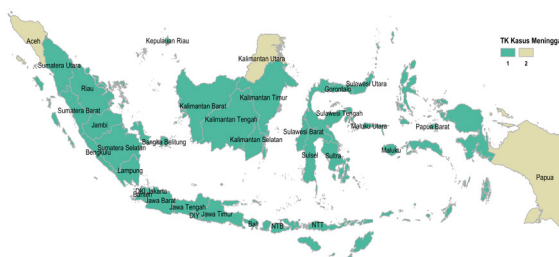 TK Kasus Meningga
1 2
Aceh
Kepulauan Riau
Kalimantan Utara
Sumatera Utara
Sulawesi Utara
Gorontalo
Riau
Kalimantan Timur
Kalimantan Barat
Sumatera Barat
Sulawesi Tengah
Kalimantan Tengah
Jambi
Maluku Utara
Papua Barat
Sulawesi Barat
Kalimantan Selatan
Bangka Belitung
Sumatera Selatan
Bengkulu
Sulsel
Sultra
Maluku
Lampung
Papua
DKI Jakarta
Banten
Jawa Barat
Jawa Tengah
DIY
Jawa Timur
Bali
NTB
NTT